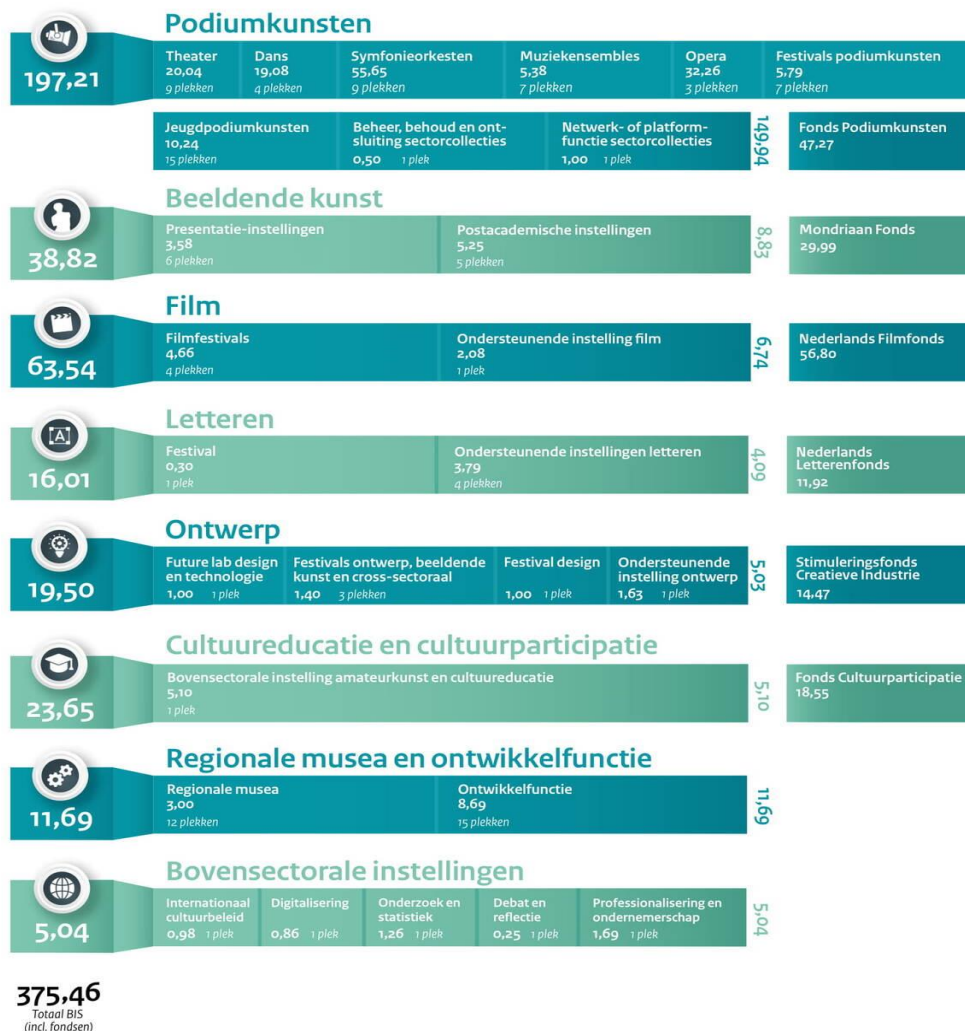 Podiumkunsten
197,21
Theater
20,04
9 plekken
Dans
19,08
4 plekken
Symfonieorkesten
55,65
9 plekken
Muziekensembles
5,38
7 plekken
Opera
32,26
3 plekken
Festivals podiumkunsten
5,79
7 plekken
Jeugdpodiumkunsten
10,24
15 plekken
Beheer, behoud en ont-
sluiting sectorcollecties
0,50 1 plek
Netwerk- of platform-
functie sectorcollecties
1,00 1 plek
149,94
Fonds Podiumkunsten
47,27
Beeldende kunst
38,82
Presentatie-instellingen
3,58
6 plekken
Postacademische instellingen
5,25
5 plekken
8,83
Mondriaan Fonds
29,99
Film
63,54
Filmfestivals
4,66
4 plekken
Ondersteunende instelling film
2,08
1 plek
6,74
Nederlands Filmfonds
56,80
Letteren
A
16,01
Festival
0,30
1 plek
Ondersteunende instellingen letteren
3,79
4 plekken
4,09
Nederlands
Letterenfonds
11,92
Ontwerp
19,50
Future lab design
en technologie
1,00 1 plek
Festivals ontwerp, beeldende
kunst en cross-sectoraal
1,40 3 plekken
Festival design
1,00 1 plek
Ondersteunende
instelling ontwerp
1,63 1 plek
5,03
Stimuleringsfonds
Creatieve Industrie
14,47
Cultuureducatie en cultuurparticipatie
23,65
Bovensectorale instelling amateurkunst en cultuureducatie
5,10
1 plek
5,10
Fonds Cultuurparticipatie
18,55
Regionale musea en ontwikkelfunctie
11,69
Regionale musea
3,00
12 plekken
Ontwikkelfunctie
8,69
15 plekken
11,69
Bovensectorale instellingen
5,04
Internationaal
cultuurbeleid
0,98 1 plek
Digitalisering
0,86 1 plek
Onderzoek en
statistiek
1,26 1 plek
Debat en
reflectie
0,25 1 plek
Professionalisering en
ondernemerschap
1,69 1 plek
5,04
375,46
Totaal BIS
(incl. fondsen)